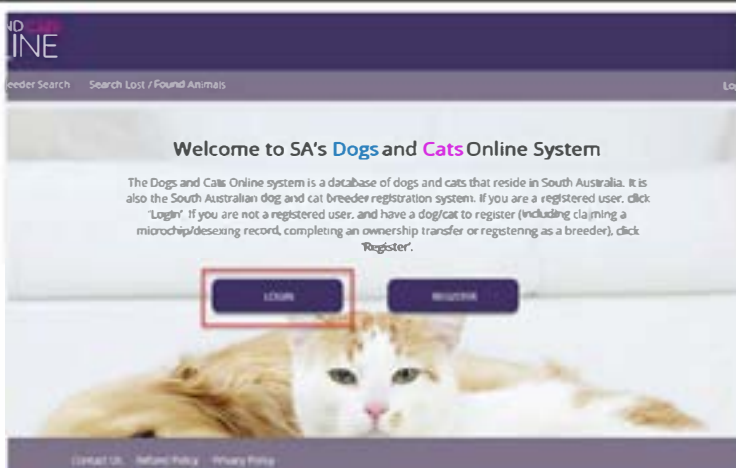 ND CATS
LINE
eeder Search Search Lost / Found Animals
Log
Welcome to SA's Dogs and Cats Online System
The Dogs and Cats Online system is a database of dogs and cats that reside in South Australia. It is
also the South Australian dog and cat breeder registration system. If you are a registered user, click
'Login'. If you are not a registered user, and have a dog/cat to register (including claiming a
microchip/desexing record, completing an ownership transfer or registering as a breeder), click
'Register'.
LOGIN REGISTER
Contact Us Refund Policy Privacy Policy